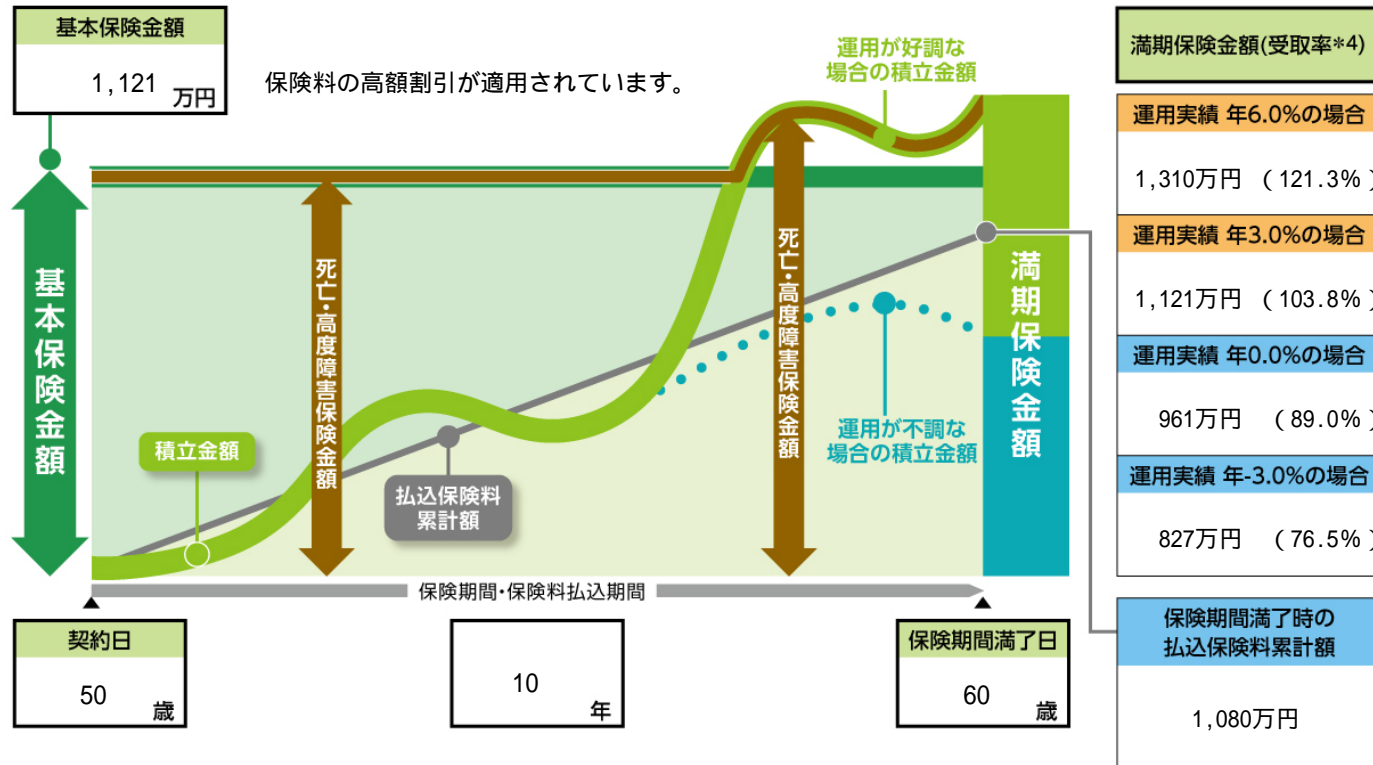 基本保険金額
1,121 万円
保険料の高額割引が適用されています。
運用が好調な
場合の積立金額
基本保険金額
死亡・高度障害保険金額
死亡・高度障害保険金額
満期保険金額
積立金額
払込保険料
累計額
運用が不調な
場合の積立金額
保険期間・保険料払込期間
契約日
50 歳
10
年
保険期間満了日
60 歳
満期保険金額(受取率*4)
運用実績 年6.0%の場合
1,310万円 (121.3%)
運用実績 年3.0%の場合
1,121万円 (103.8%)
運用実績 年0.0%の場合
961万円 (89.0%)
運用実績 年-3.0%の場合
827万円 (76.5%)
保険期間満了時の
払込保険料累計額
1,080万円